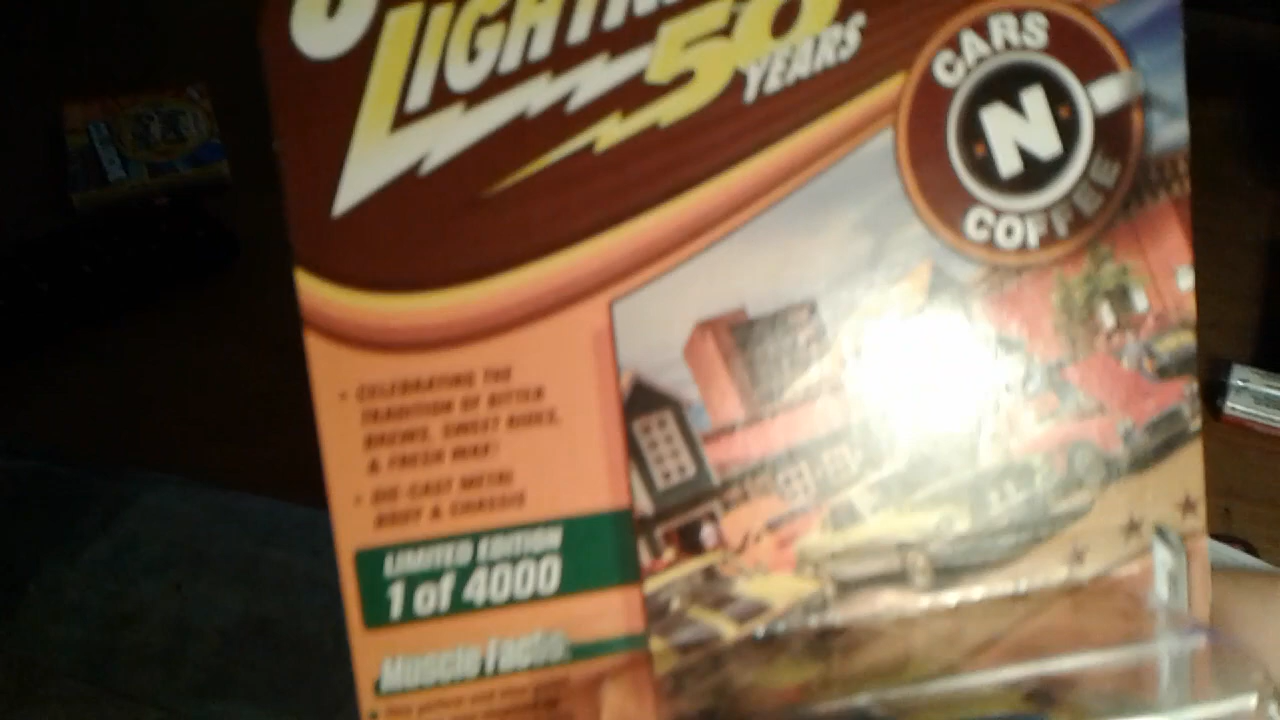 LIGHTN
50
YEARS
CARS
N
COFFEE
• CELEBRATING THE
TRADITION OF BITTER
BREWS, SWEET RIDES,
& FRESH WAX!
• DIE-CAST METAL
BODY & CHASSIS
LIMITED EDITION
1 of 4000
Muscle Facts: